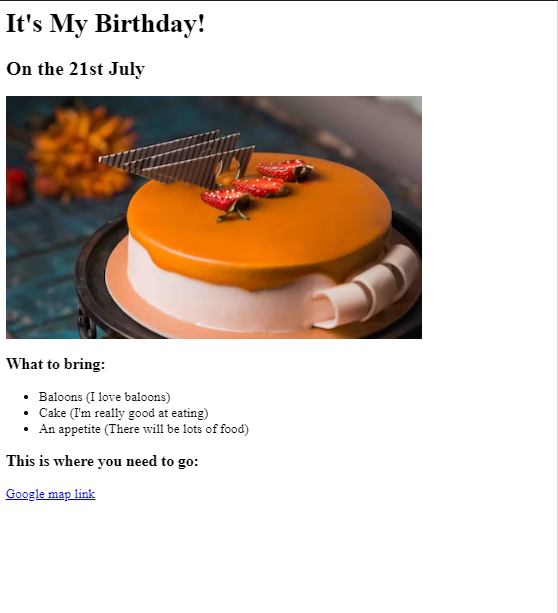 It's My Birthday!
On the 21st July
What to bring:
Baloons (I love baloons)
Cake (I'm really good at eating)
An appetite (There will be lots of food)
This is where you need to go:
Google map link